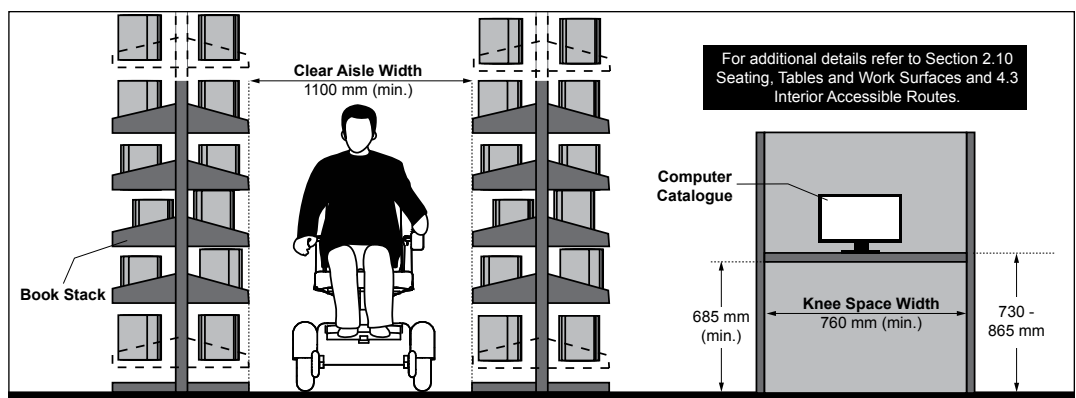 Clear Aisle Width
1100 mm (min.)
Book Stack
For additional details refer to Section 2.10
Seating, Tables and Work Surfaces and 4.3
Interior Accessible Routes.
Computer
Catalogue
685 mm
(min.)
Knee Space Width
760 mm (min.)
730 -
865 mm